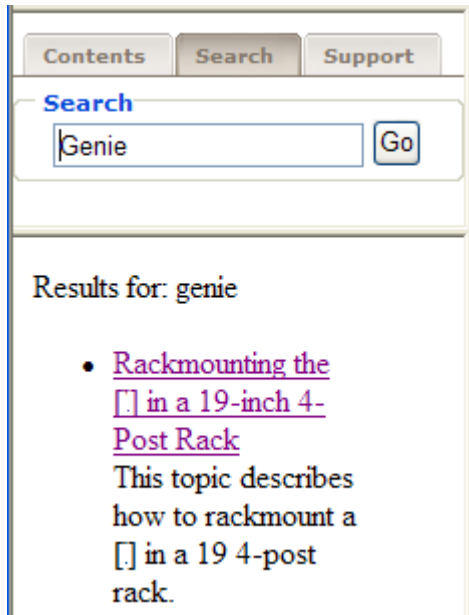 Contents Search Support
Search
Genie Go
Results for: genie
• Rackmounting the
[.] in a 19-inch 4-
Post Rack
This topic describes
how to rackmount a
[.] in a 19 4-post
rack.